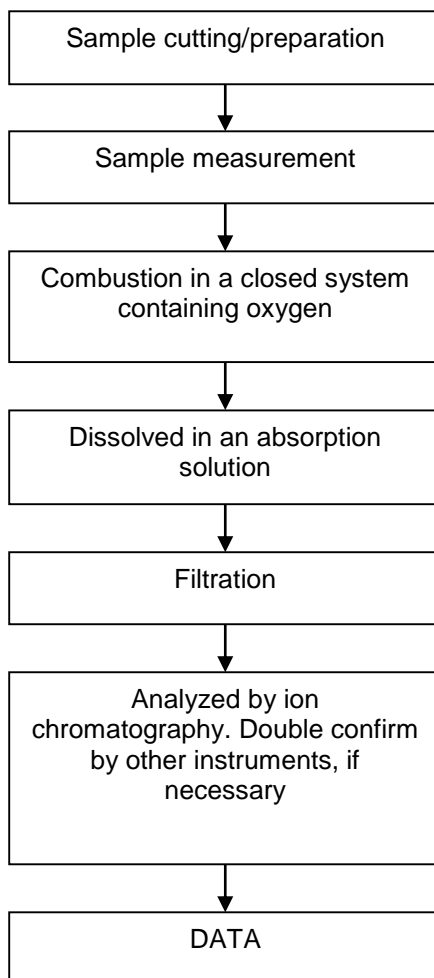 Sample cutting/preparation
Sample measurement
Combustion in a closed system
containing oxygen
Dissolved in an absorption
solution
Filtration
Analyzed by ion
chromatography. Double confirm
by other instruments, if
necessary
DATA